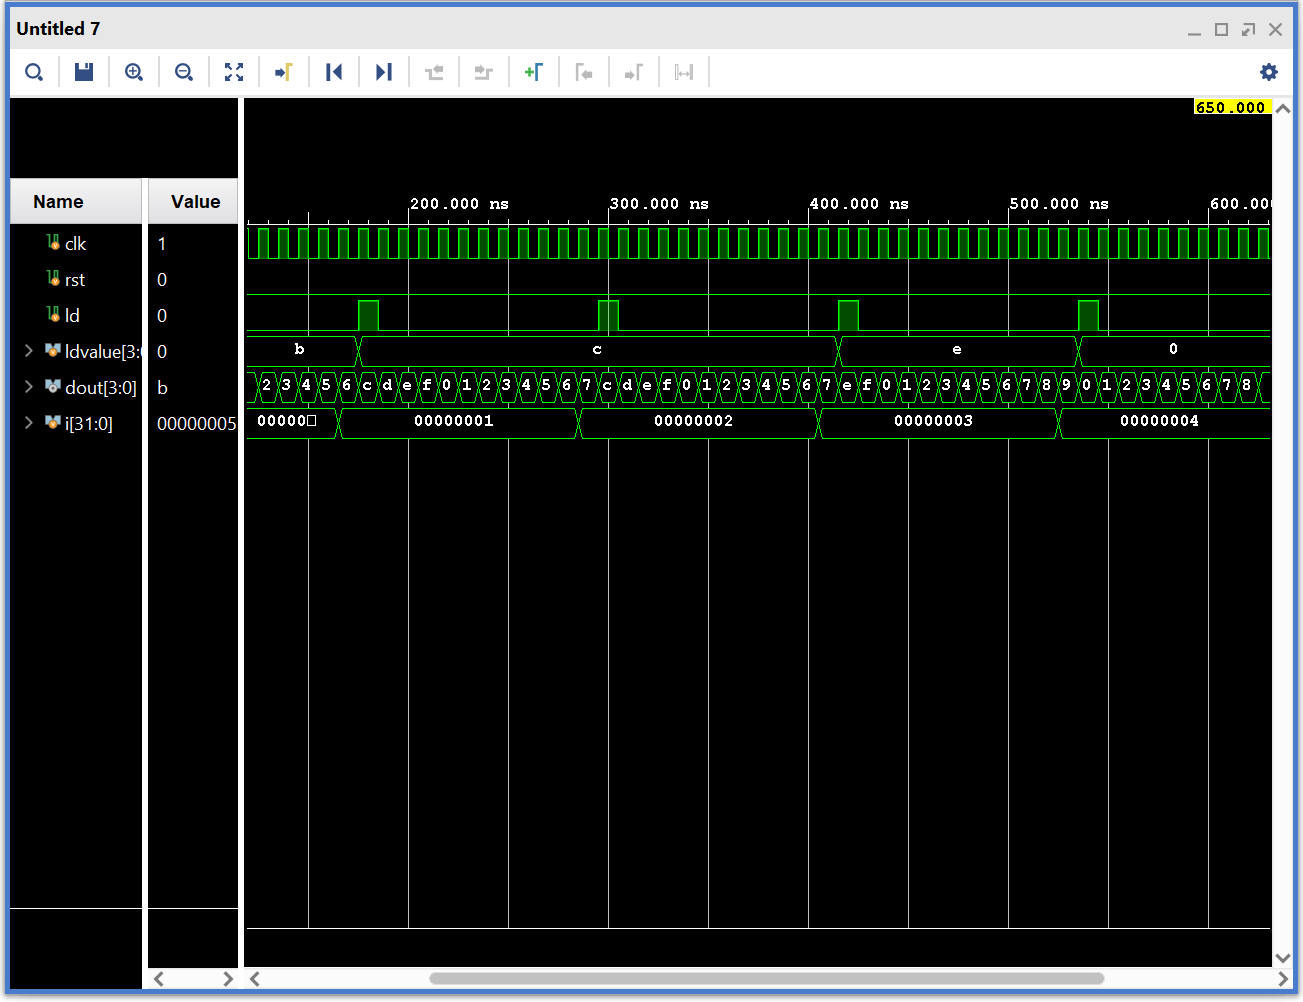 Untitled 7
650.000
Name Value
200.000 ns 300.000 ns 400.000 ns 500.000 ns 600.00
clk 1
rst 0
ld 0
ldvalue[3: 0 b c e 0
dout[3:0] b 2 3 4 5 6 c d e f 0 1 2 3 4 5 6 7 c d e f 0 1 2 3 4 5 6 7 e f 0 1 2 3 4 5 6 7 8 9 0 1 2 3 4 5 6 7 8
i[31:0] 00000005 00000□ 00000001 00000002 00000003 00000004